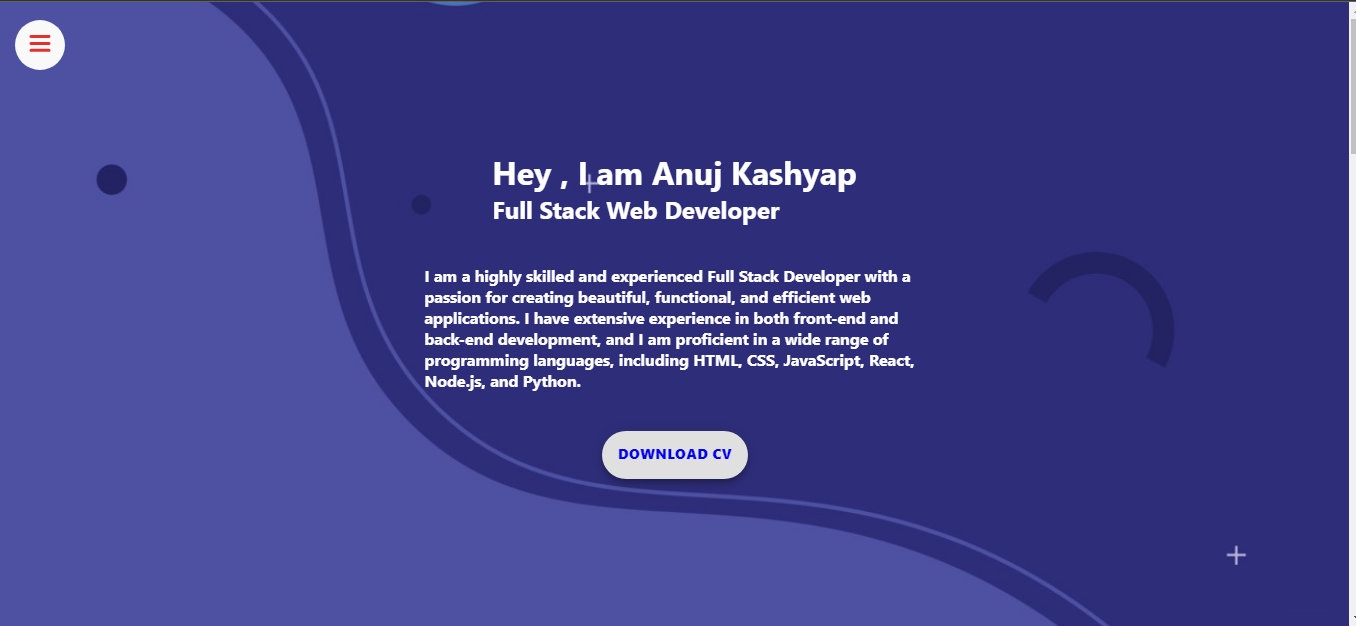 Hey , I am Anuj Kashyap
Full Stack Web Developer
I am a highly skilled and experienced Full Stack Developer with a
passion for creating beautiful, functional, and efficient web
applications. I have extensive experience in both front-end and
back-end development, and I am proficient in a wide range of
programming languages, including HTML, CSS, JavaScript, React,
Node.js, and Python.
DOWNLOAD CV